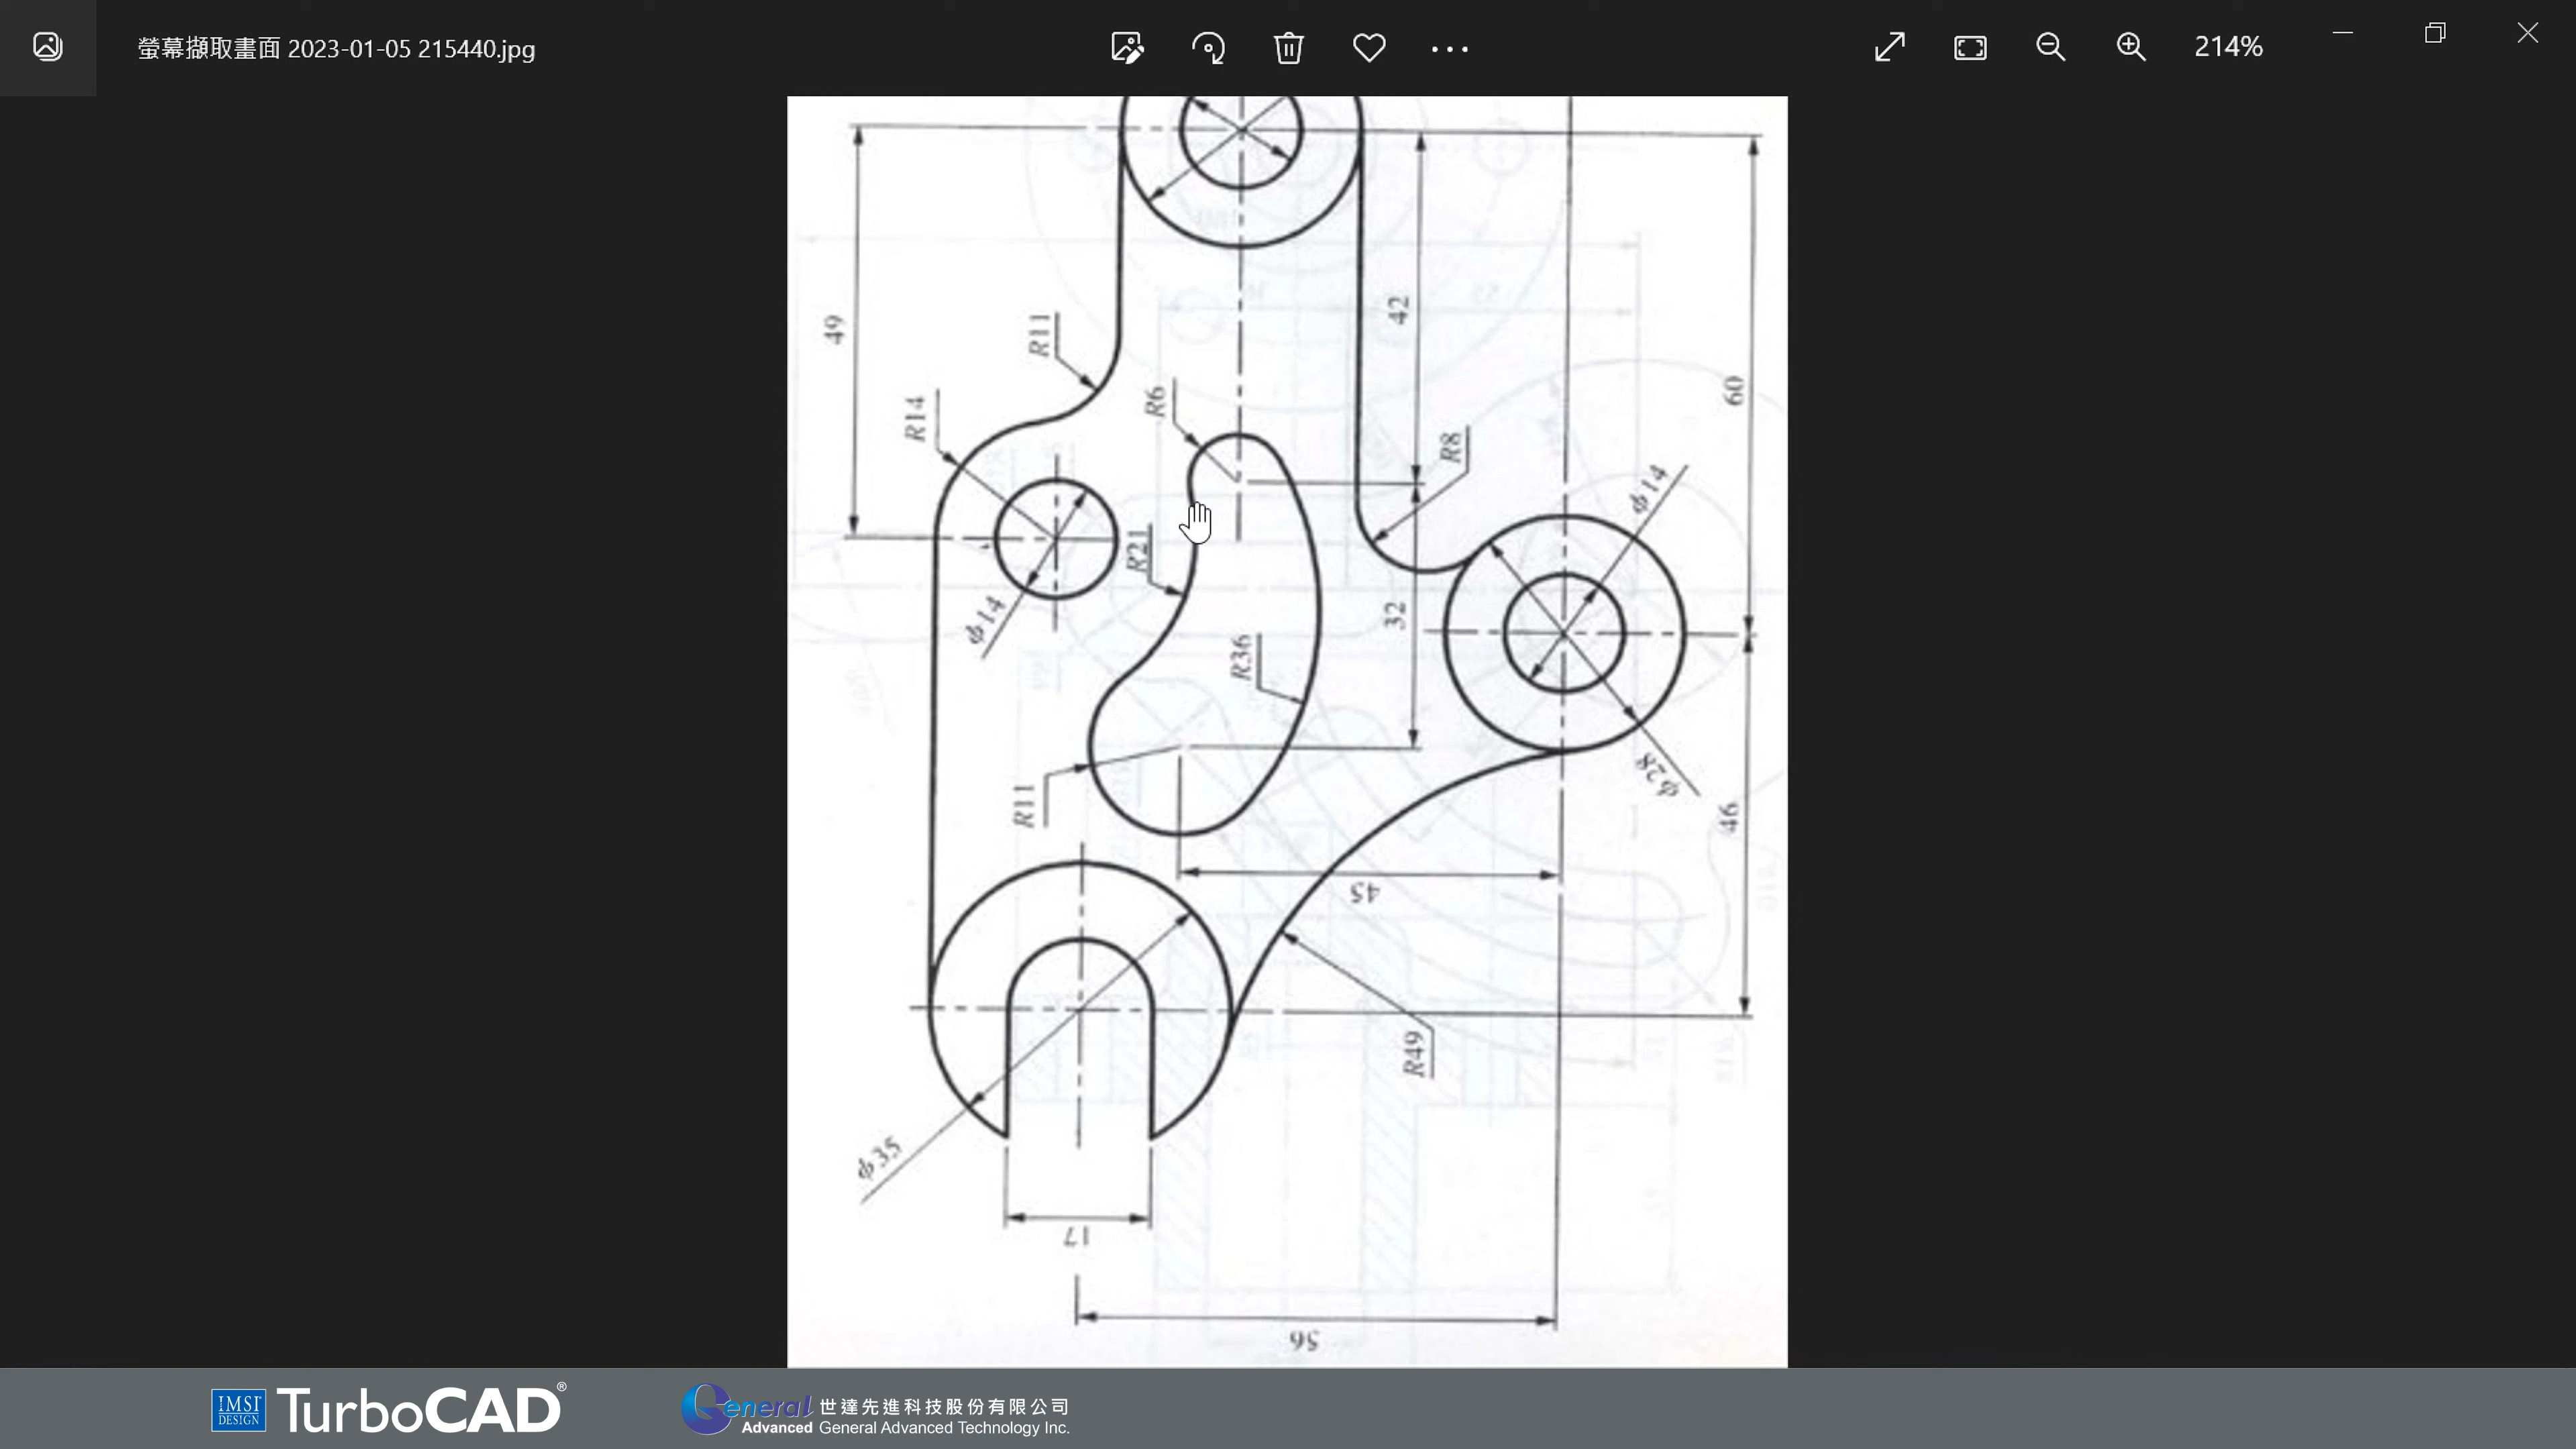 螢幕擷取畫面 2023-01-05 215440.jpg
214%
49
R11
42
R14
R6
60
R8
ϕ14
R21
ϕ14
32
R36
ϕ28
R11
46
45
R49
ϕ35
17
56
IMSI DESIGN TurboCAD®
General 世達先進科技股份有限公司
Advanced General Advanced Technology Inc.